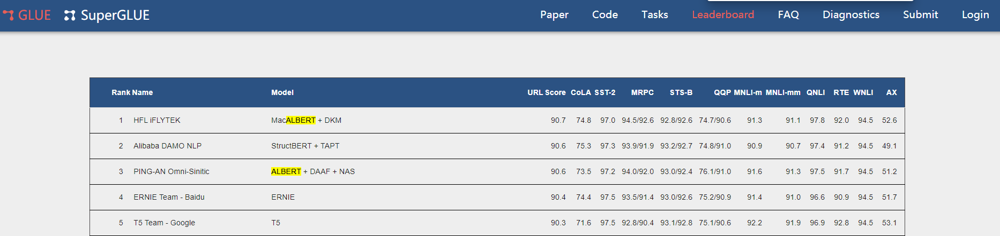 GLUE SuperGLUE Paper Code Tasks Leaderboard FAQ Diagnostics Submit Login
Rank Name Model URL Score CoLA SST-2 MRPC STS-B QQP MNLI-m MNLI-mm QNLI RTE WNLI AX
1 HFL iFLYTEK MacALBERT + DKM 90.7 74.8 97.0 94.5/92.6 92.8/92.6 74.7/90.6 91.3 91.1 97.8 92.0 94.5 52.6
2 Alibaba DAMO NLP StructBERT + TAPT 90.6 75.3 97.3 93.9/91.9 93.2/92.7 74.8/91.0 90.9 90.7 97.4 91.2 94.5 49.1
3 PING-AN Omni-Sinitic ALBERT + DAAF + NAS 90.6 73.5 97.2 94.0/92.0 93.0/92.4 76.1/91.0 91.6 91.3 97.5 91.7 94.5 51.2
4 ERNIE Team - Baidu ERNIE 90.4 74.4 97.5 93.5/91.4 93.0/92.6 75.2/90.9 91.4 91.0 96.6 90.9 94.5 51.7
5 T5 Team - Google T5 90.3 71.6 97.5 92.8/90.4 93.1/92.8 75.1/90.6 92.2 91.9 96.9 92.8 94.5 53.1